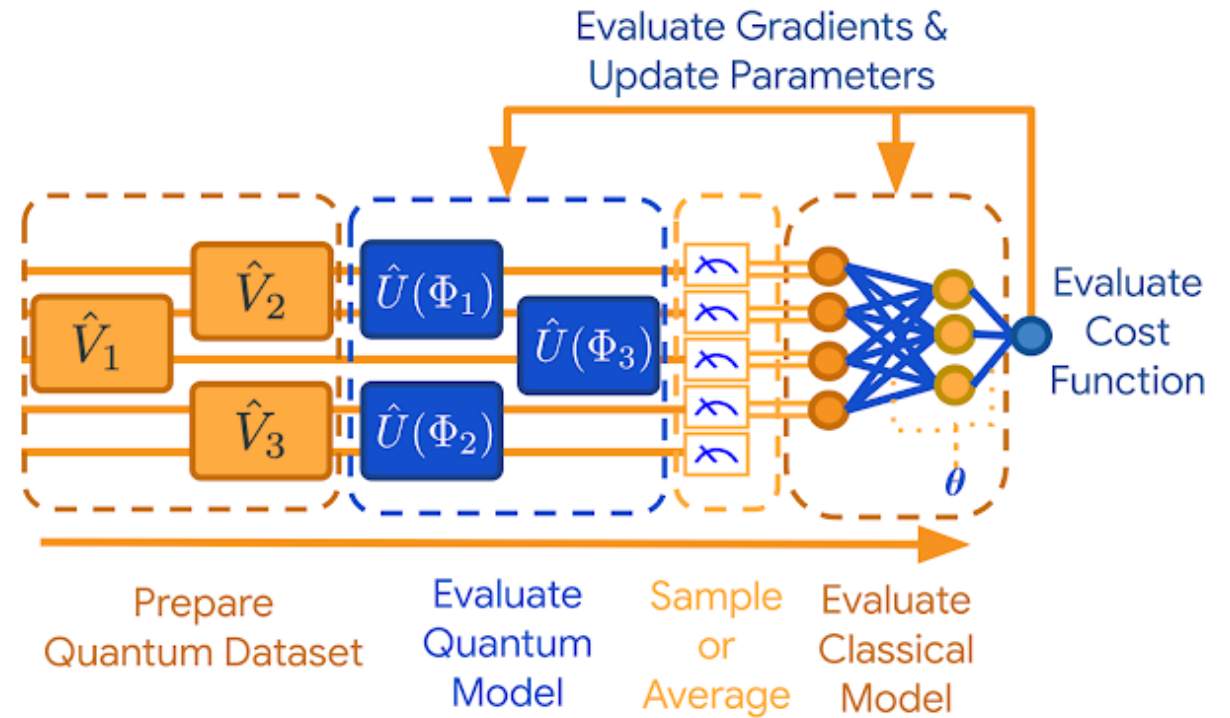 Evaluate Gradients &
Update Parameters
V̂₁
V̂₂
V̂₃
Û(Φ₁)
Û(Φ₂)
Û(Φ₃)
θ
Evaluate
Cost
Function
Prepare
Quantum Dataset
Evaluate
Quantum
Model
Sample
or
Average
Evaluate
Classical
Model